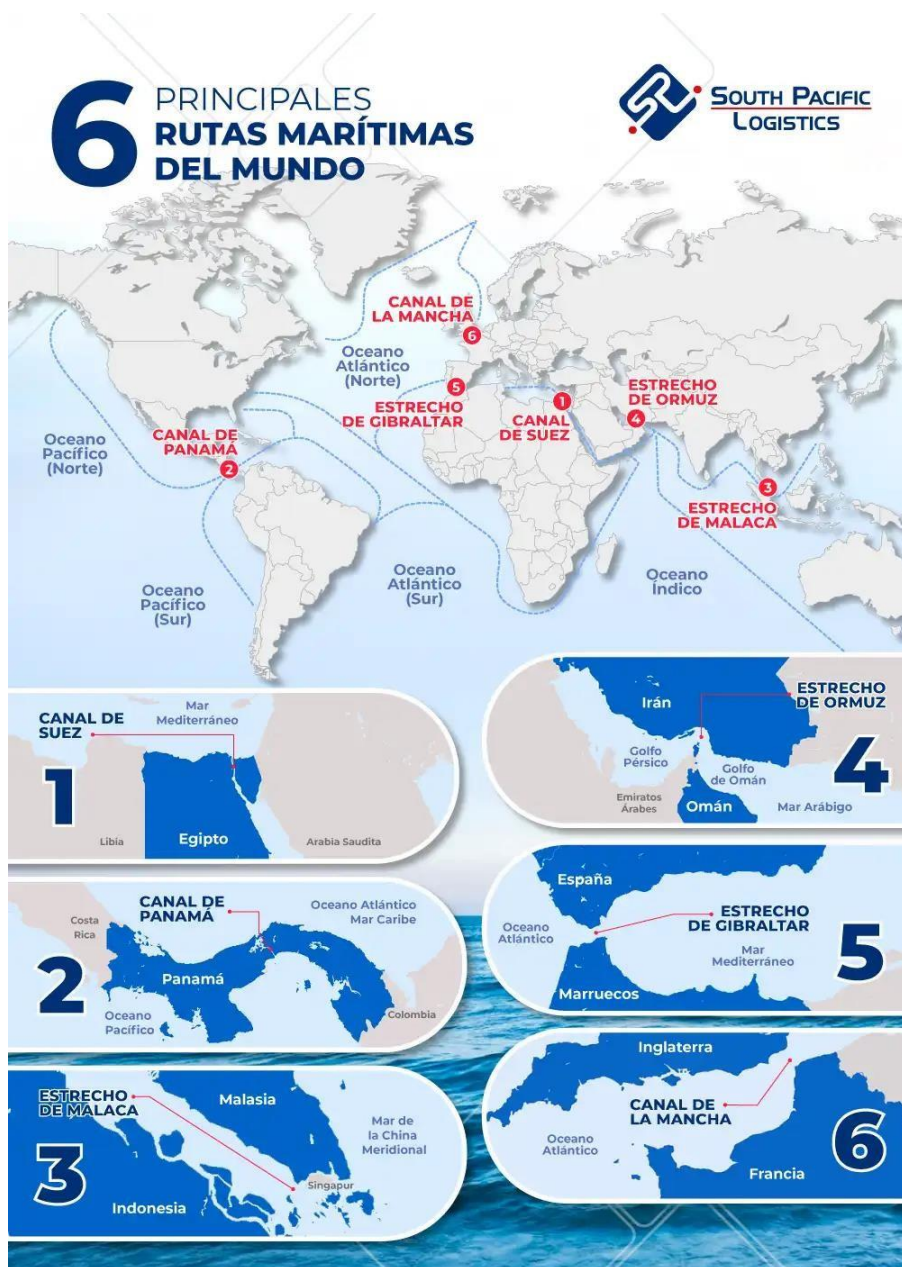 6
PRINCIPALES
RUTAS MARÍTIMAS
DEL MUNDO
SOUTH PACIFIC
LOGISTICS
CANAL DE
LA MANCHA
6
Oceano
Atlántico
(Norte)
5
ESTRECHO
DE GIBRALTAR
1
CANAL
DE SUEZ
ESTRECHO
DE ORMUZ
4
Oceano
Pacífico
(Norte)
CANAL DE
PANAMÁ
2
3
ESTRECHO
DE MALACA
Oceano
Pacífico
(Sur)
Oceano
Atlántico
(Sur)
Oceano
Índico
CANAL DE
SUEZ
1
Mar
Mediterráneo
Libia
Egipto
Arabia Saudita
ESTRECHO
DE ORMUZ
4
Irán
Golfo
Pérsico
Golfo
de Omán
Emiratos
Árabes
Omán
Mar Arábigo
CANAL DE
PANAMÁ
2
Oceano Atlántico
Mar Caribe
Costa
Rica
Panamá
Oceano
Pacífico
Colombia
España
ESTRECHO
DE GIBRALTAR
5
Oceano
Atlántico
Mar
Mediterráneo
Marruecos
ESTRECHO
DE MALACA
3
Malasia
Mar de
la China
Meridional
Singapur
Indonesia
Inglaterra
CANAL DE
LA MANCHA
6
Oceano
Atlántico
Francia